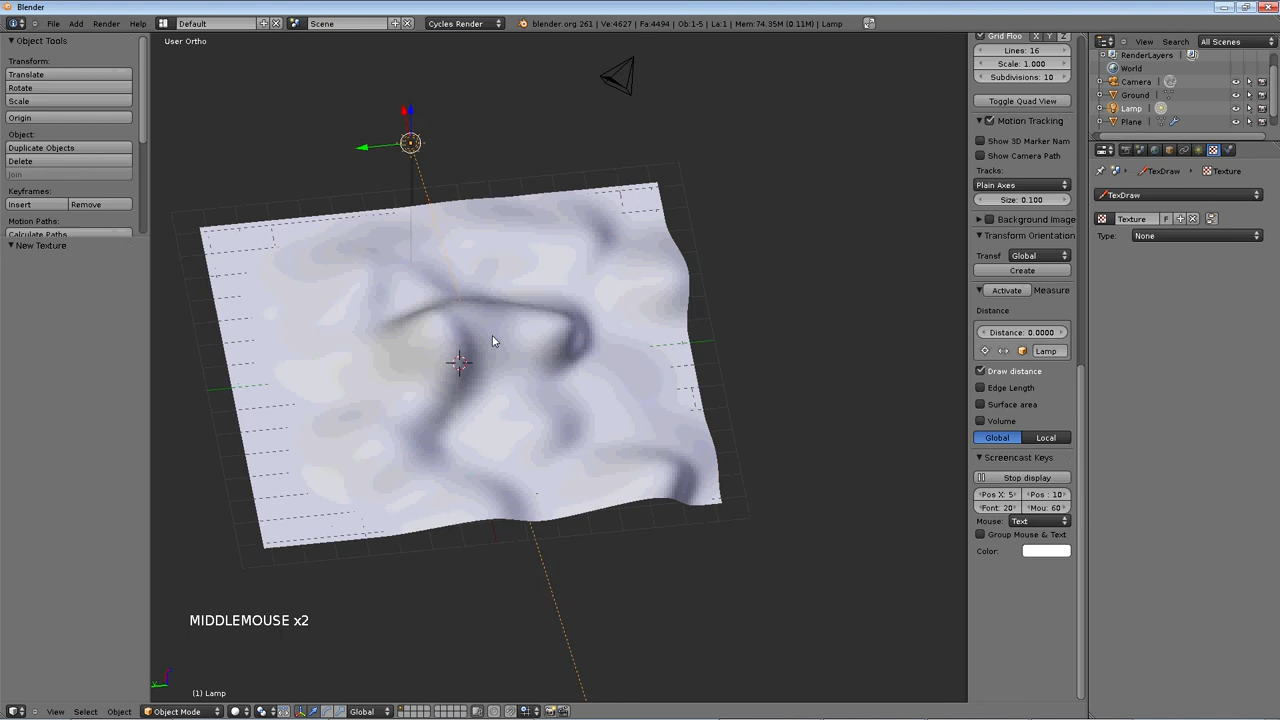 Blender
File Add Render Help Default Scene Cycles Render blender.org 261 | Ve:4627 | Fa:4494 | Ob:1-5 | La:1 | Mem:74.35M (0.11M) | Lamp
Object Tools
Transform:
Translate
Rotate
Scale
Origin
Object:
Duplicate Objects
Delete
Join
Keyframes:
Insert Remove
Motion Paths:
Calculate Paths
New Texture
User Ortho
MIDDLEMOUSE x2
(1) Lamp
View Select Object Object Mode Global
Grid Floo X Y Z
Lines: 16
Scale: 1.000
Subdivisions: 10
Toggle Quad View
Motion Tracking
Show 3D Marker Nam
Show Camera Path
Tracks:
Plain Axes
Size: 0.100
Background Image
Transform Orientation
Transf Global
Create
Activate Measure
Distance
Distance: 0.0000
Lamp
Draw distance
Edge Length
Surface area
Volume
Global Local
Screencast Keys
Stop display
Pos X: 5 Pos : 10
Font: 20 Mou: 60
Mouse: Text
Group Mouse & Text
Color:
View Search All Scenes
RenderLayers
World
Camera
Ground
Lamp
Plane
TexDraw Texture
TexDraw
Texture F
Type: None